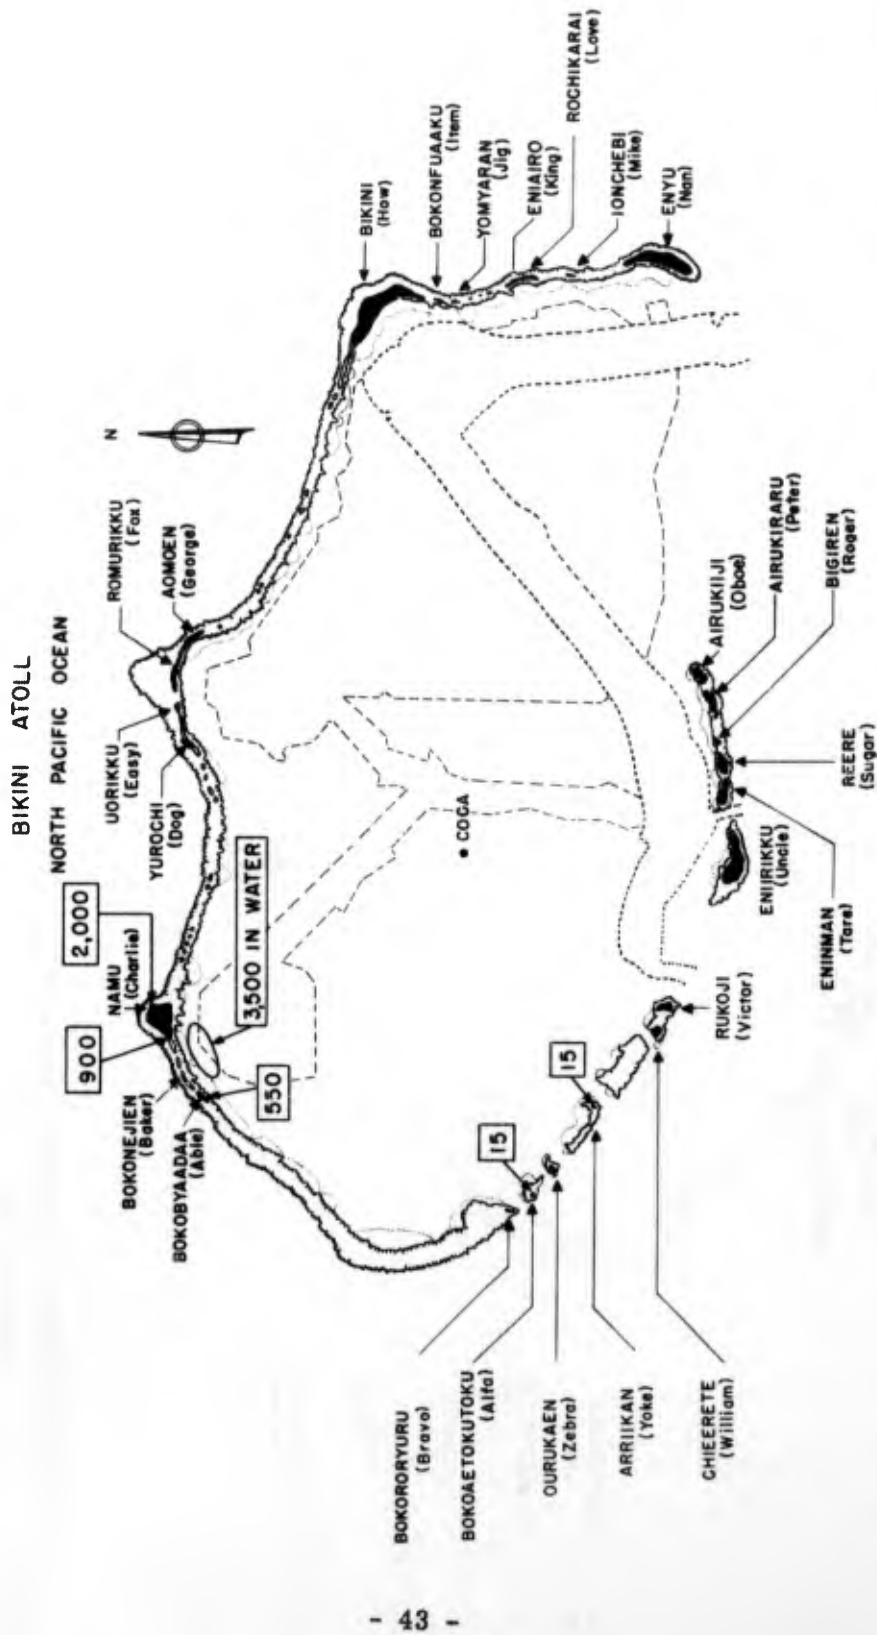 BIKINI ATOLL
NORTH PACIFIC OCEAN
N
2,000
900
NAMU
(Charlie)
BOKONEJIEN
(Baker)
BOKOBYAADAA
(Able)
550
3,500 IN WATER
YUROCHI
(Dog)
UORIKKU
(Easy)
ROMURIKKU
(Fox)
AOMOEN
(George)
BIKINI
(How)
BOKONFUAAKU
(Item)
YOMYARAN
(Jig)
ENIAIRO
(King)
ROCHIKARAI
(Love)
IONCHEBI
(Mike)
ENYU
(Nan)
COCA
AIRUKIIJI
(Oboe)
AIRUKIRARU
(Peter)
BIGIREN
(Roger)
REERE
(Sugar)
ENINMAN
(Tare)
ENIJRIKKU
(Uncle)
RUKOJI
(Victor)
15
15
BOKORORYURU
(Bravo)
BOKOAETOKUTOKU
(Alfa)
OURUKAEN
(Zebra)
ARRIIKAN
(Yoke)
CHIEERETE
(William)
- 43 -